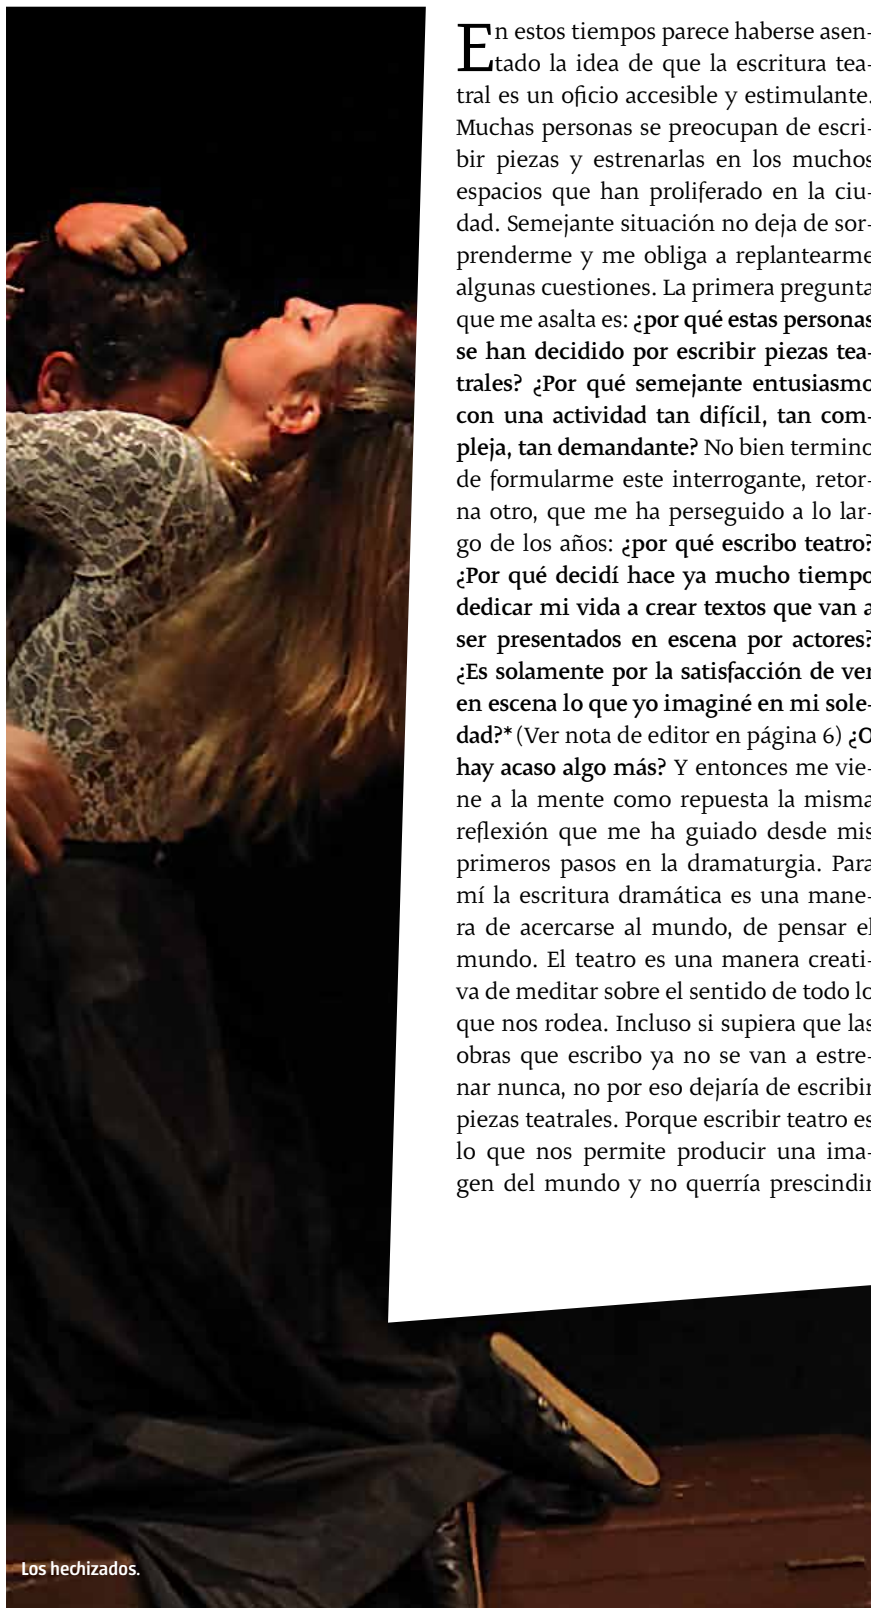 En estos tiempos parece haberse asen-
tado la idea de que la escritura tea-
tral es un oficio accesible y estimulante.
Muchas personas se preocupan de escri-
bir piezas y estrenarlas en los muchos
espacios que han proliferado en la ciu-
dad. Semejante situación no deja de sor-
prenderme y me obliga a replantearme
algunas cuestiones. La primera pregunta
que me asalta es: ¿por qué estas personas
se han decidido por escribir piezas tea-
trales? ¿Por qué semejante entusiasmo
con una actividad tan difícil, tan com-
pleja, tan demandante? No bien termino
de formularme este interrogante, retor-
na otro, que me ha perseguido a lo lar-
go de los años: ¿por qué escribo teatro?
¿Por qué decidí hace ya mucho tiempo
dedicar mi vida a crear textos que van a
ser presentados en escena por actores?
¿Es solamente por la satisfacción de ver
en escena lo que yo imaginé en mi sole-
dad?* (Ver nota de editor en página 6) ¿O
hay acaso algo más? Y entonces me vie-
ne a la mente como repuesta la misma
reflexión que me ha guiado desde mis
primeros pasos en la dramaturgia. Para
mí la escritura dramática es una mane-
ra de acercarse al mundo, de pensar el
mundo. El teatro es una manera creati-
va de meditar sobre el sentido de todo lo
que nos rodea. Incluso si supiera que las
obras que escribo ya no se van a estre-
nar nunca, no por eso dejaría de escribir
piezas teatrales. Porque escribir teatro es
lo que nos permite producir una ima-
gen del mundo y no querría prescindir
Los hechizados.